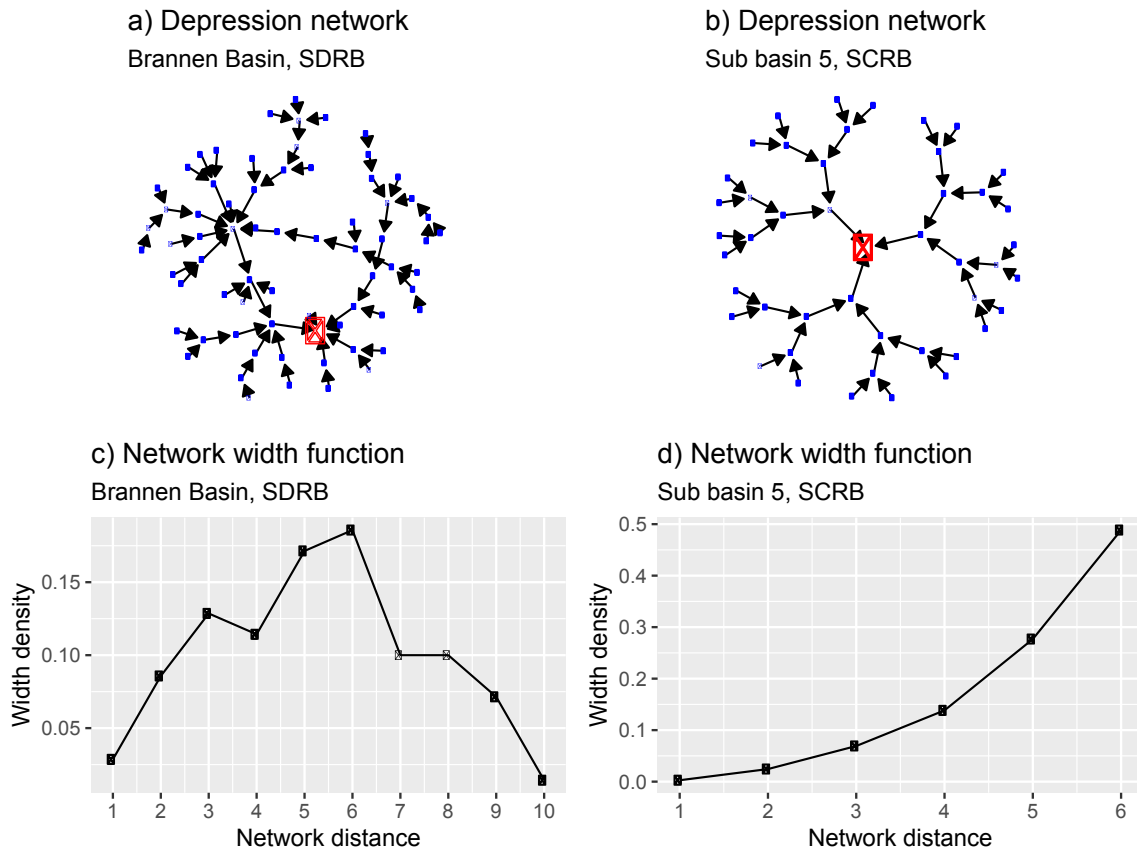 a) Depression network
Brannen Basin, SDRB
b) Depression network
Sub basin 5, SCRB
c) Network width function
Brannen Basin, SDRB
Width density
0.15
0.10
0.05
1 2 3 4 5 6 7 8 9 10
Network distance
d) Network width function
Sub basin 5, SCRB
Width density
0.5
0.4
0.3
0.2
0.1
0.0
1 2 3 4 5 6
Network distance